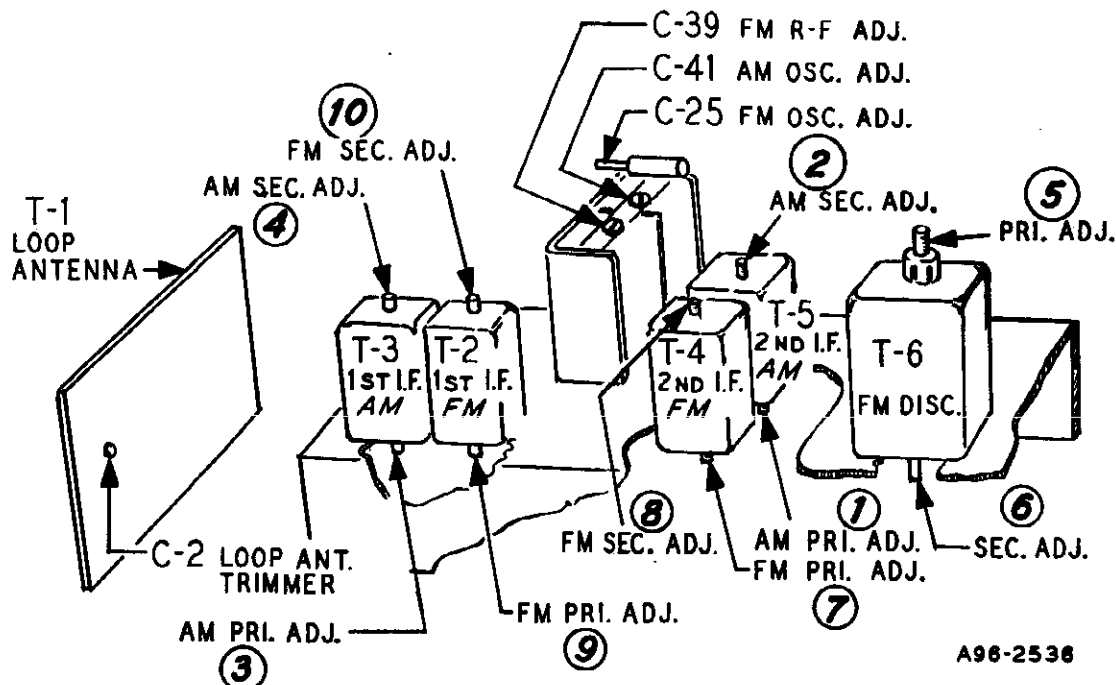 C-39 FM R-F ADJ.
C-41 AM OSC. ADJ.
C-25 FM OSC. ADJ.
10
FM SEC. ADJ.
AM SEC. ADJ.
4
2
AM SEC. ADJ.
5
PRI. ADJ.
T-1
LOOP
ANTENNA
T-3
1ST I.F.
AM
T-2
1ST I.F.
FM
T-4
2ND I.F.
FM
T-5
2ND I.F.
AM
T-6
FM DISC.
C-2 LOOP ANT.
TRIMMER
8
FM SEC. ADJ.
1
AM PRI. ADJ.
FM PRI. ADJ.
7
6
SEC. ADJ.
AM PRI. ADJ.
3
FM PRI. ADJ.
9
A96-2536